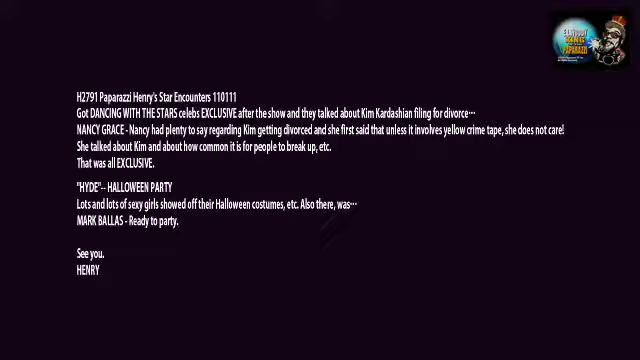 H2791 Paparazzi Henry's Star Encounters 110111
Got DANCING WITH THE STARS celebs EXCLUSIVE after the show and they talked about Kim Kardashian filing for divorce…
NANCY GRACE - Nancy had plenty to say regarding Kim getting divorced and she first said that unless it involves yellow crime tape, she does not care!
She talked about Kim and about how common it is for people to break up, etc.
That was all EXCLUSIVE.
"HYDE"-- HALLOWEEN PARTY
Lots and lots of sexy girls showed off their Halloween costumes, etc. Also there, was…
MARK BALLAS - Ready to party.
See you.
HENRY
KING
PAPARAZZI